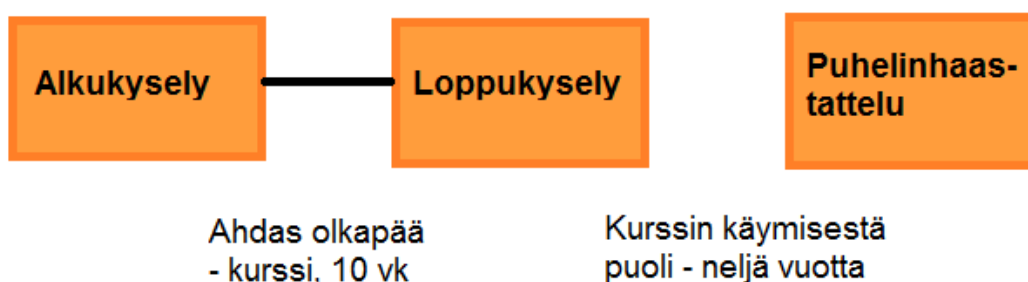 Alkukysely
Loppukysely
Puhelinhaas-
tattelu
Ahdas olkapää
- kurssi, 10 vk
Kurssin käymisestä
puoli - neljä vuotta